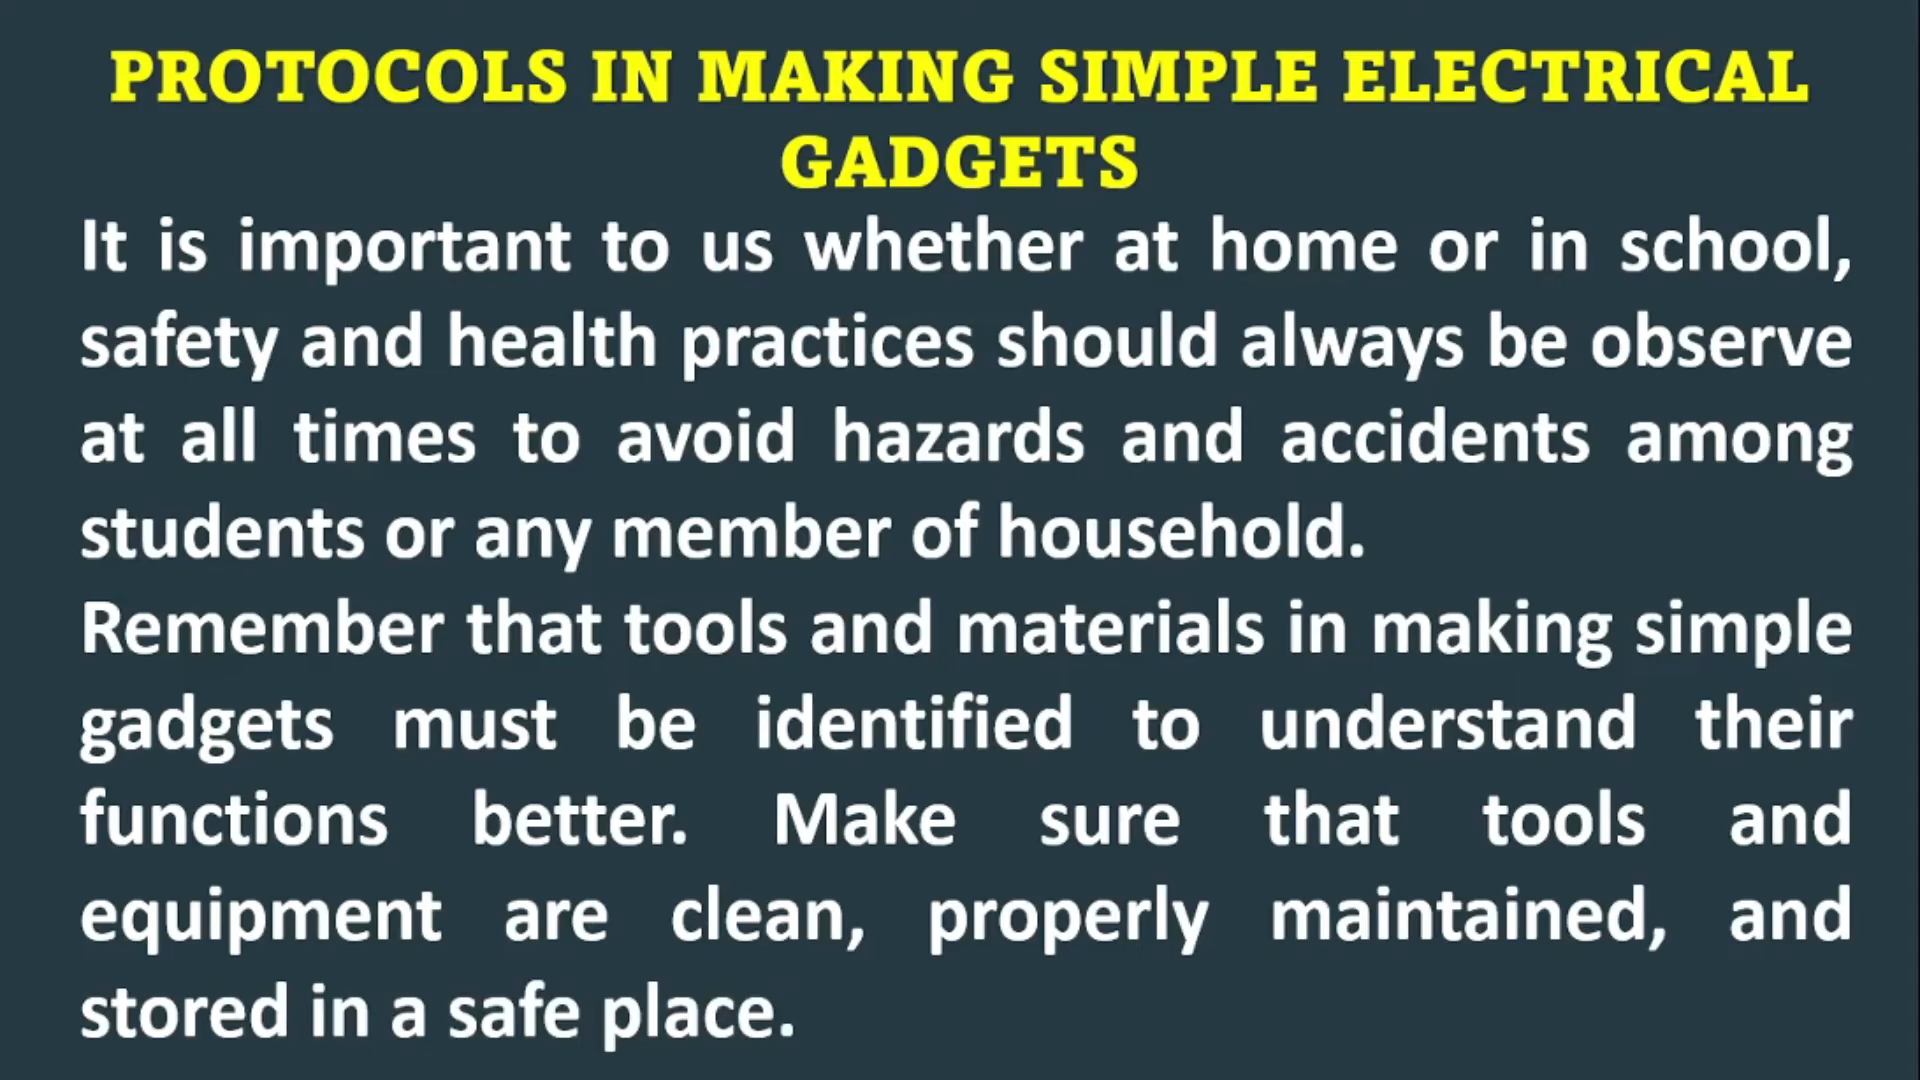 PROTOCOLS IN MAKING SIMPLE ELECTRICAL
GADGETS
It is important to us whether at home or in school,
safety and health practices should always be observe
at all times to avoid hazards and accidents among
students or any member of household.
Remember that tools and materials in making simple
gadgets must be identified to understand their
functions better. Make sure that tools and
equipment are clean, properly maintained, and
stored in a safe place.